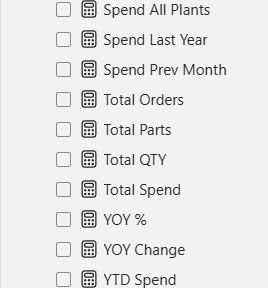 Spend All Plants
Spend Last Year
Spend Prev Month
Total Orders
Total Parts
Total QTY
Total Spend
YOY %
YOY Change
YTD Spend